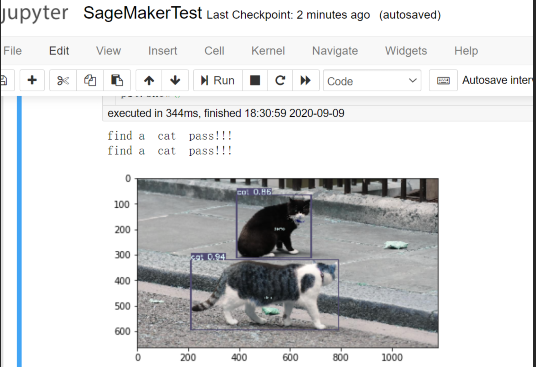 jupyter SageMakerTest Last Checkpoint: 2 minutes ago (autosaved)
File Edit View Insert Cell Kernel Navigate Widgets Help
Run Code Autosave interv
executed in 344ms, finished 18:30:59 2020-09-09
find a cat pass!!!
find a cat pass!!!
0
cat 0.86
100
200
300
cat 0.94
400
500
600
0 200 400 600 800 1000